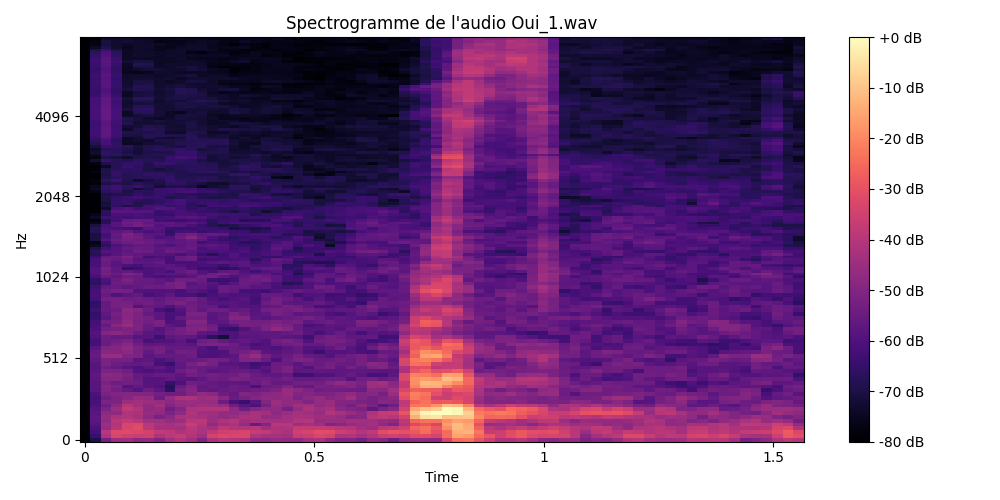 Spectrogramme de l'audio Oui_1.wav
+0 dB
-10 dB
4096
-20 dB
2048
-30 dB
Hz
-40 dB
1024
-50 dB
-60 dB
512
-70 dB
0
-80 dB
0 0.5 1 1.5
Time